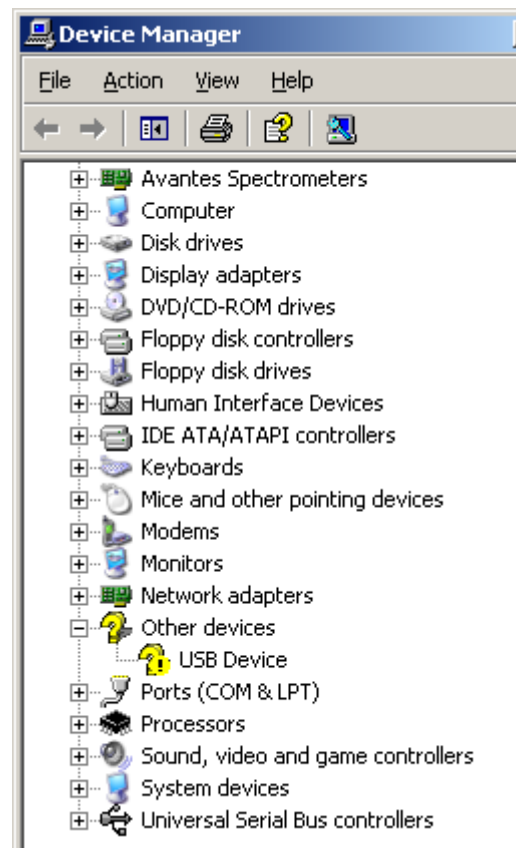 Device Manager
File Action View Help
Avantes Spectrometers
Computer
Disk drives
Display adapters
DVD/CD-ROM drives
Floppy disk controllers
Floppy disk drives
Human Interface Devices
IDE ATA/ATAPI controllers
Keyboards
Mice and other pointing devices
Modems
Monitors
Network adapters
Other devices
USB Device
Ports (COM & LPT)
Processors
Sound, video and game controllers
System devices
Universal Serial Bus controllers